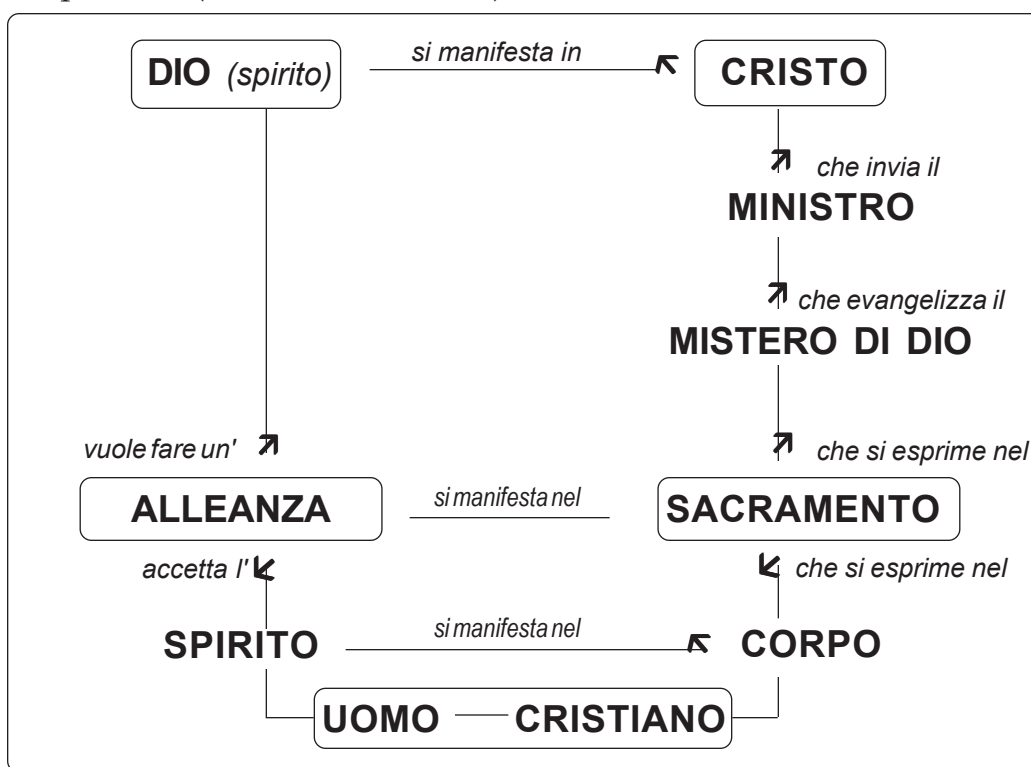 DIO (spirito) si manifesta in CRISTO
che invia il
MINISTRO
che evangelizza il
MISTERO DI DIO
vuole fare un' che si esprime nel
ALLEANZA si manifesta nel SACRAMENTO
accetta l' che si esprime nel
SPIRITO si manifesta nel CORPO
UOMO CRISTIANO